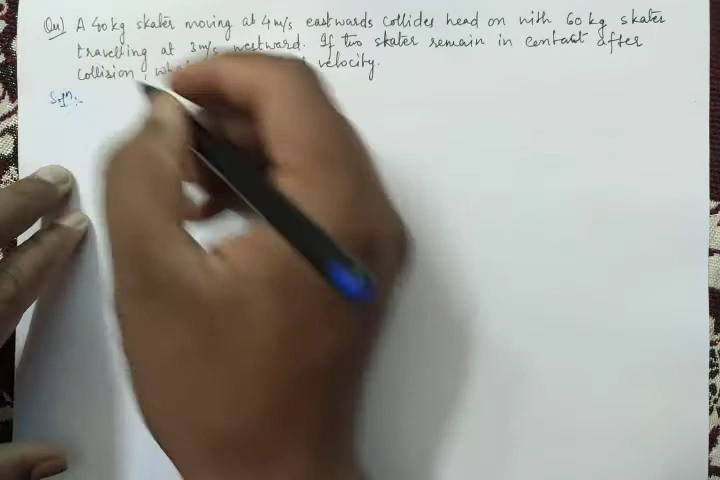 Qu) A 40 kg skater moving at 4 m/s eastwards collides head on with 60 kg skater
travelling at 3 m/s westward. If two skater remain in contact after
collision, velocity.
Solⁿ:-